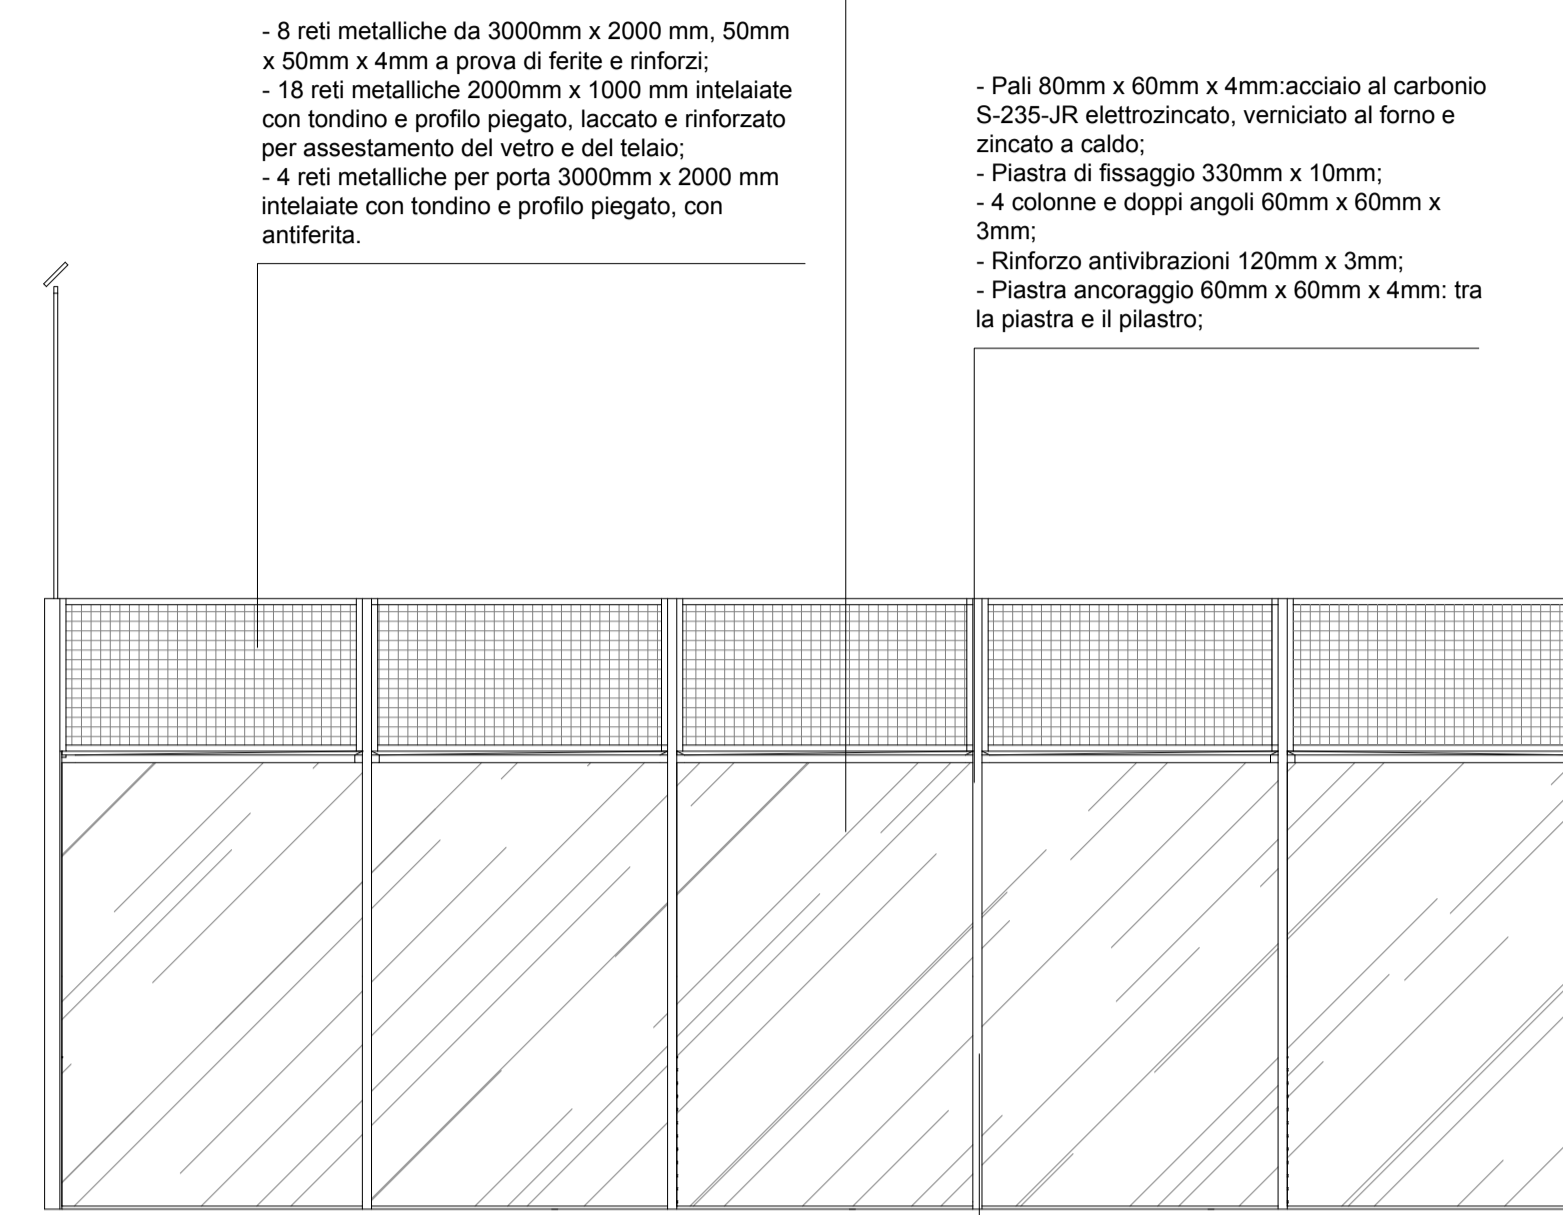 - 8 reti metalliche da 3000mm x 2000 mm, 50mm
x 50mm x 4mm a prova di ferite e rinforzi;
- 18 reti metalliche 2000mm x 1000 mm intelaiate
con tondino e profilo piegato, laccato e rinforzato
per assestamento del vetro e del telaio;
- 4 reti metalliche per porta 3000mm x 2000 mm
intelaiate con tondino e profilo piegato, con
antiferita.
- Pali 80mm x 60mm x 4mm:acciaio al carbonio
S-235-JR elettrozincato, verniciato al forno e
zincato a caldo;
- Piastra di fissaggio 330mm x 10mm;
- 4 colonne e doppi angoli 60mm x 60mm x
3mm;
- Rinforzo antivibrazioni 120mm x 3mm;
- Piastra ancoraggio 60mm x 60mm x 4mm: tra
la piastra e il pilastro;